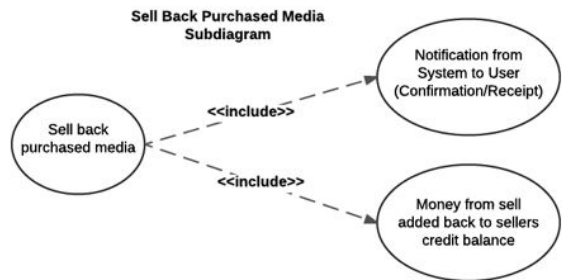 Sell Back Purchased Media
Subdiagram
Notification from
System to User
(Confirmation/Receipt)
<<include>>
Sell back
purchased media
<<include>>
Money from sell
added back to sellers
credit balance